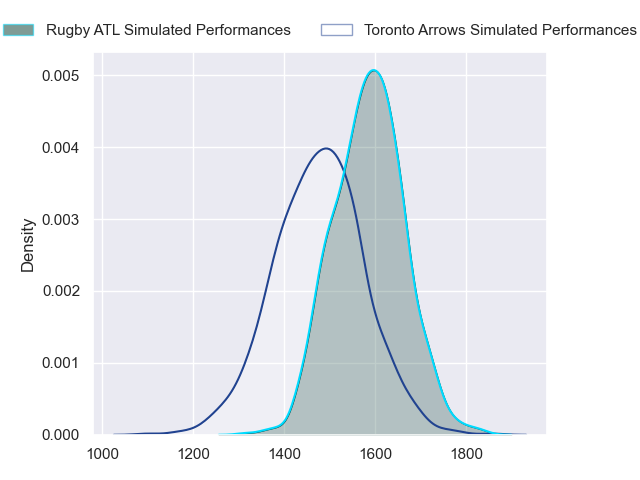 Rugby ATL Simulated Performances Toronto Arrows Simulated Performances
0.005
0.004
0.003
0.002
0.001
0.000
Density
1000 1200 1400 1600 1800